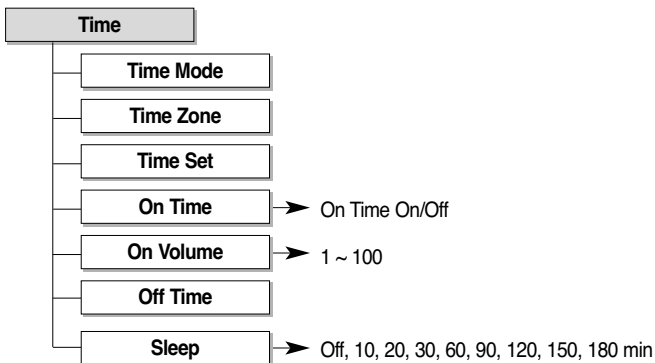 Time
Time Mode
Time Zone
Time Set
On Time
On Time On/Off
On Volume
1 ~ 100
Off Time
Sleep
Off, 10, 20, 30, 60, 90, 120, 150, 180 min